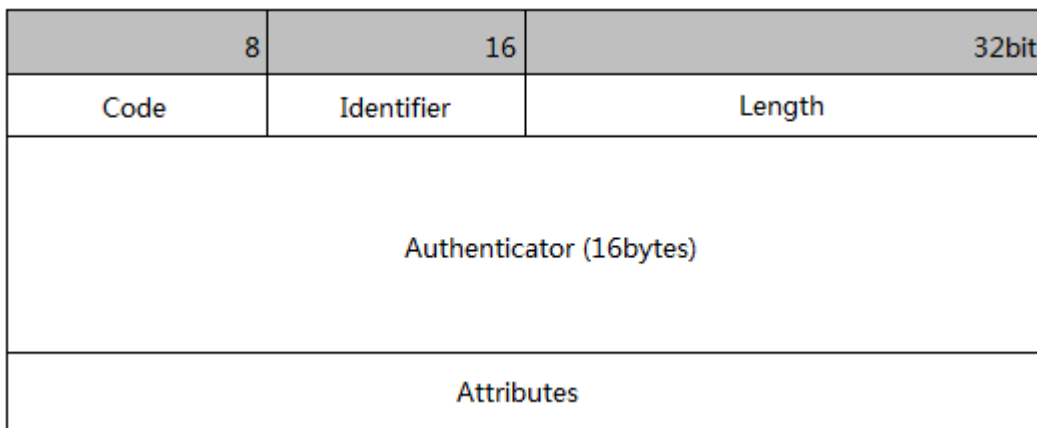 8 16 32bit
Code Identifier Length
Authenticator (16bytes)
Attributes